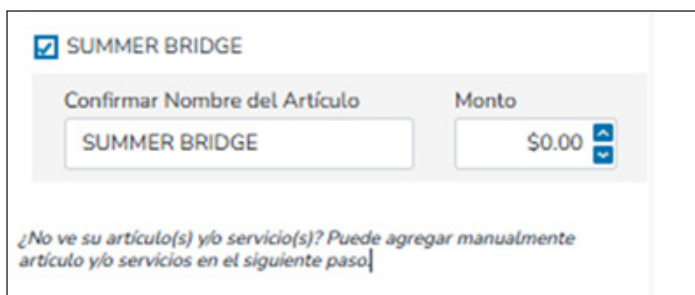 SUMMER BRIDGE
Confirmar Nombre del Artículo Monto
SUMMER BRIDGE $0.00
¿No ve su artículo(s) y/o servicio(s)? Puede agregar manualmente
artículo y/o servicios en el siguiente paso.